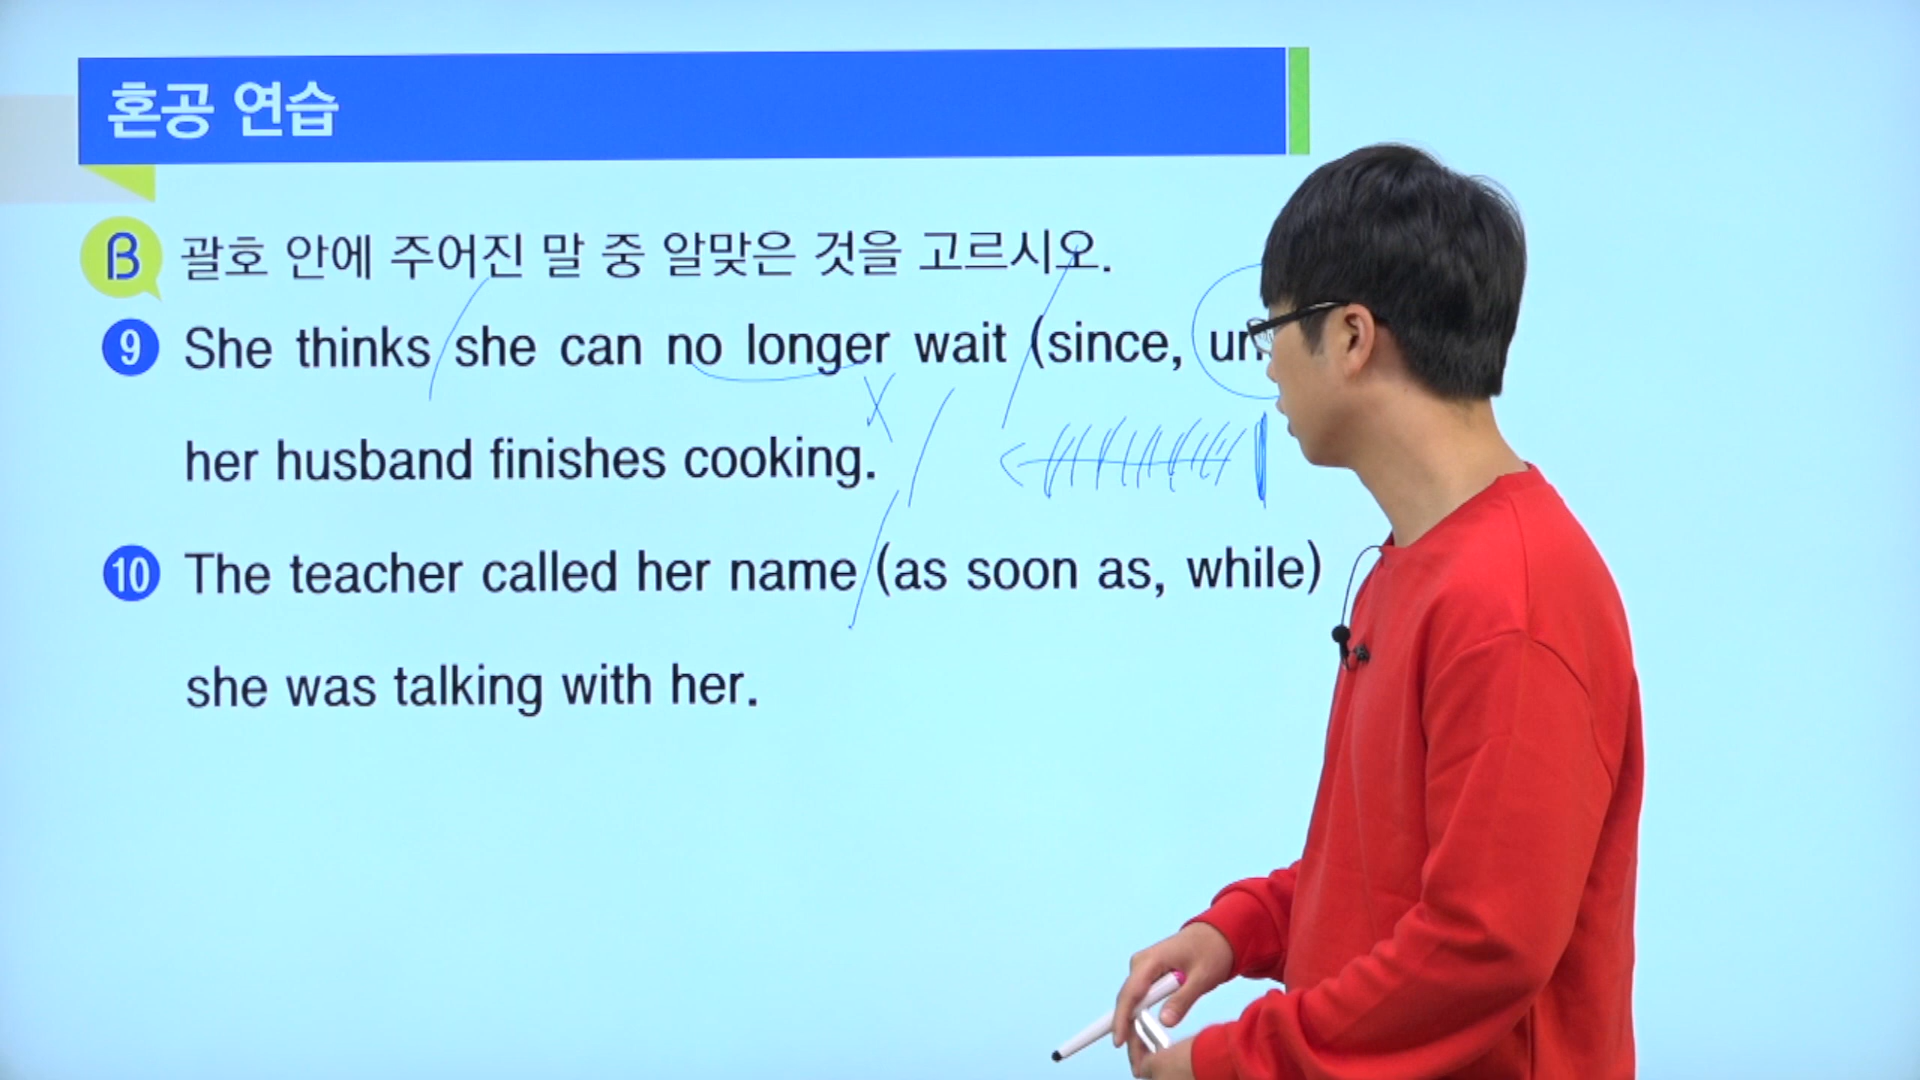 혼공 연습
B 괄호 안에 주어진 말 중 알맞은 것을 고르시오.
9 She thinks she can no longer wait (since,
her husband finishes cooking.
10 The teacher called her name (as soon as, while)
she was talking with her.